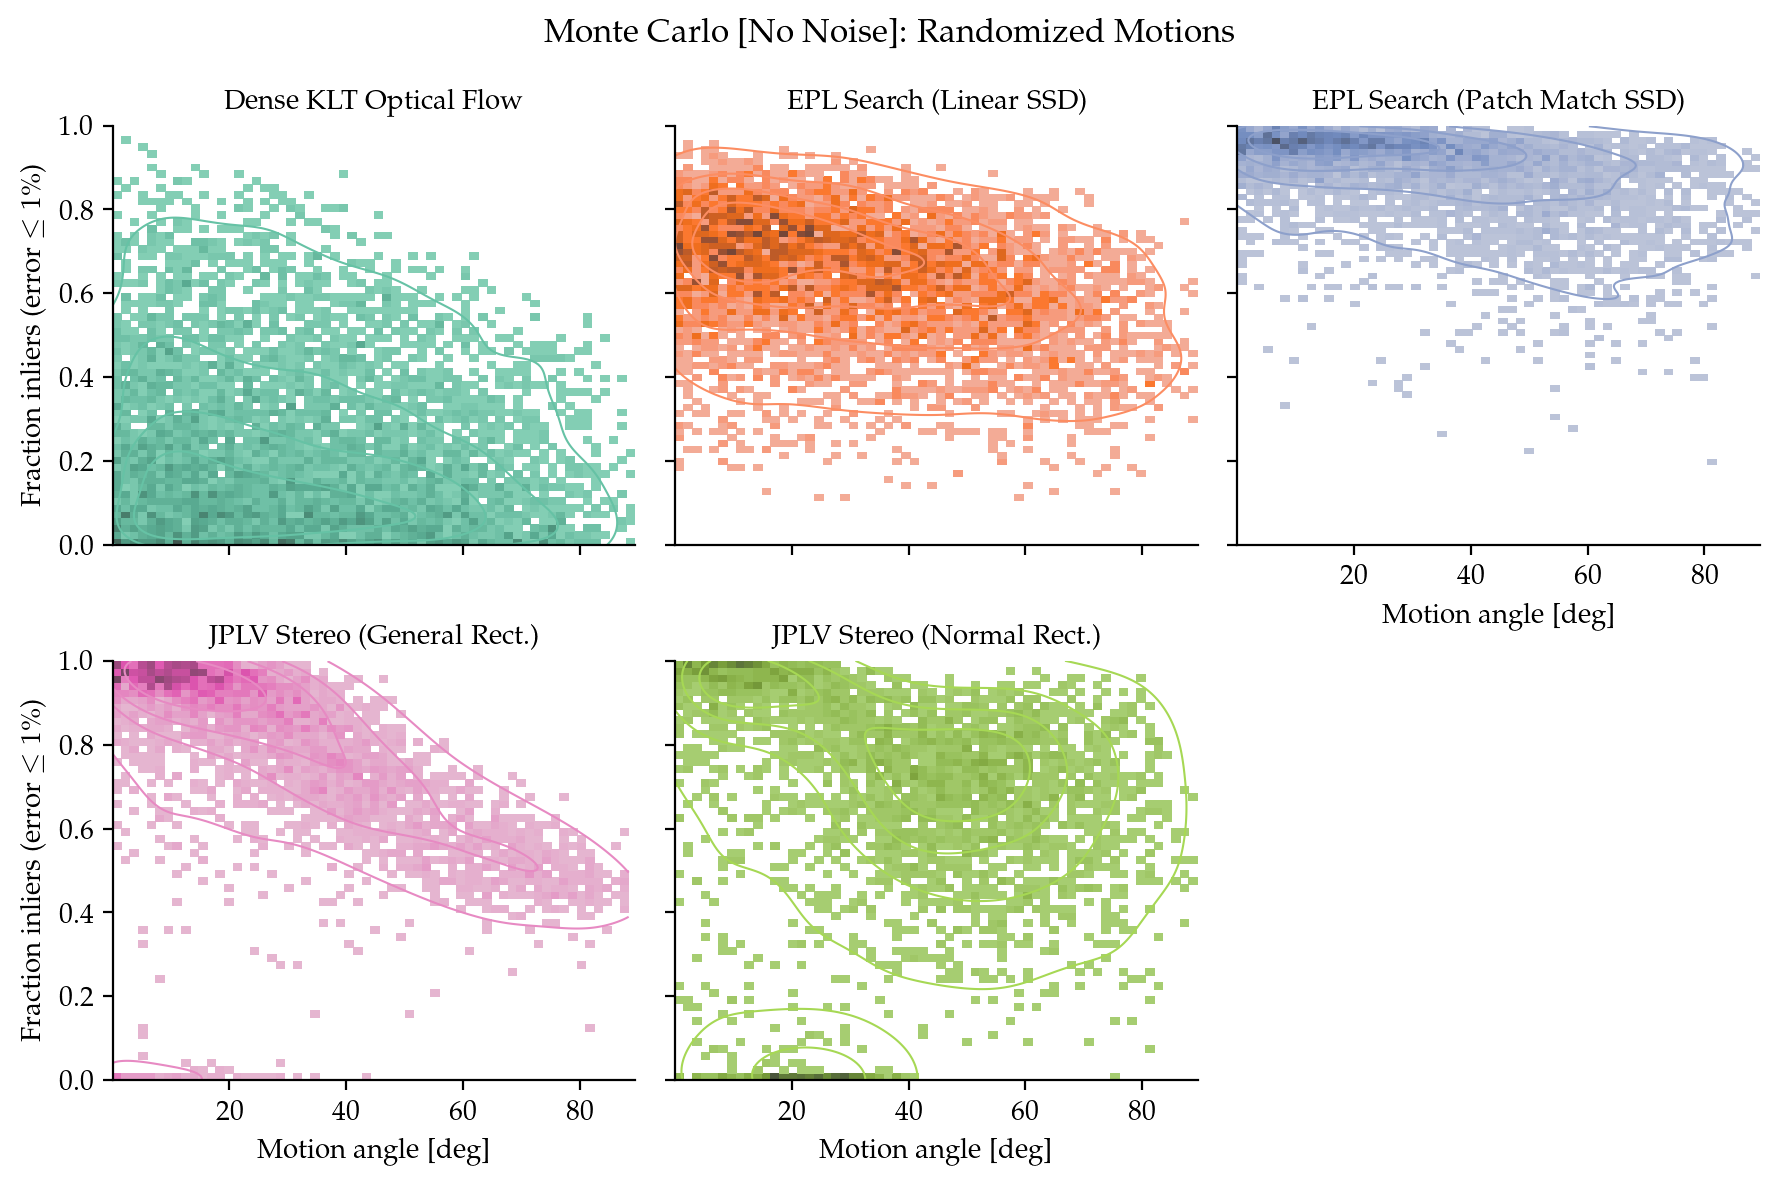 Monte Carlo [No Noise]: Randomized Motions
Dense KLT Optical Flow
EPL Search (Linear SSD)
EPL Search (Patch Match SSD)
Fraction inliers (error ≤ 1%)
1.0
0.8
0.6
0.4
0.2
0.0
20 40 60 80
Motion angle [deg]
JPLV Stereo (General Rect.)
JPLV Stereo (Normal Rect.)
Fraction inliers (error ≤ 1%)
1.0
0.8
0.6
0.4
0.2
0.0
20 40 60 80
Motion angle [deg]
20 40 60 80
Motion angle [deg]